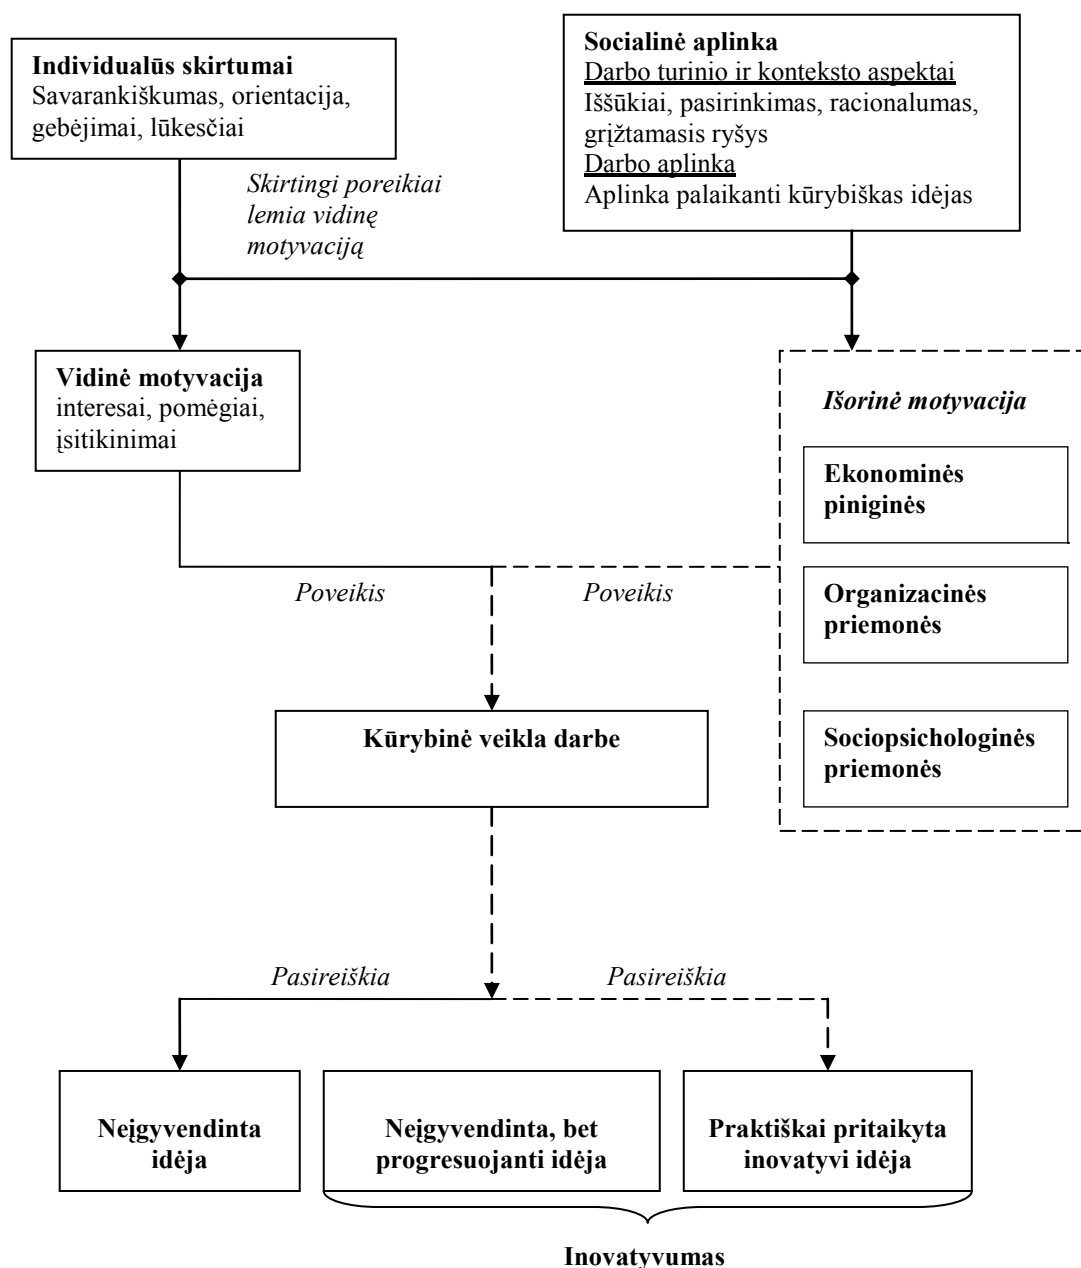 Individualūs skirtumai
Savarankiškumas, orientacija,
gebėjimai, lūkesčiai
Socialinė aplinka
Darbo turinio ir konteksto aspektai
Iššūkiai, pasirinkimas, racionalumas,
grįžtamasis ryšys
Darbo aplinka
Aplinka palaikanti kūrybiškas idėjas
Skirtingi poreikiai
lemia vidinę
motyvaciją
Vidinė motyvacija
interesai, pomėgiai,
įsitikinimai
Išorinė motyvacija
Ekonominės
piniginės
Organizacinės
priemonės
Sociopsichologinės
priemonės
Poveikis
Poveikis
Kūrybinė veikla darbe
Pasireiškia
Pasireiškia
Neįgyvendinta
idėja
Neįgyvendinta, bet
progresuojanti idėja
Praktiškai pritaikyta
inovatyvi idėja
Inovatyvumas